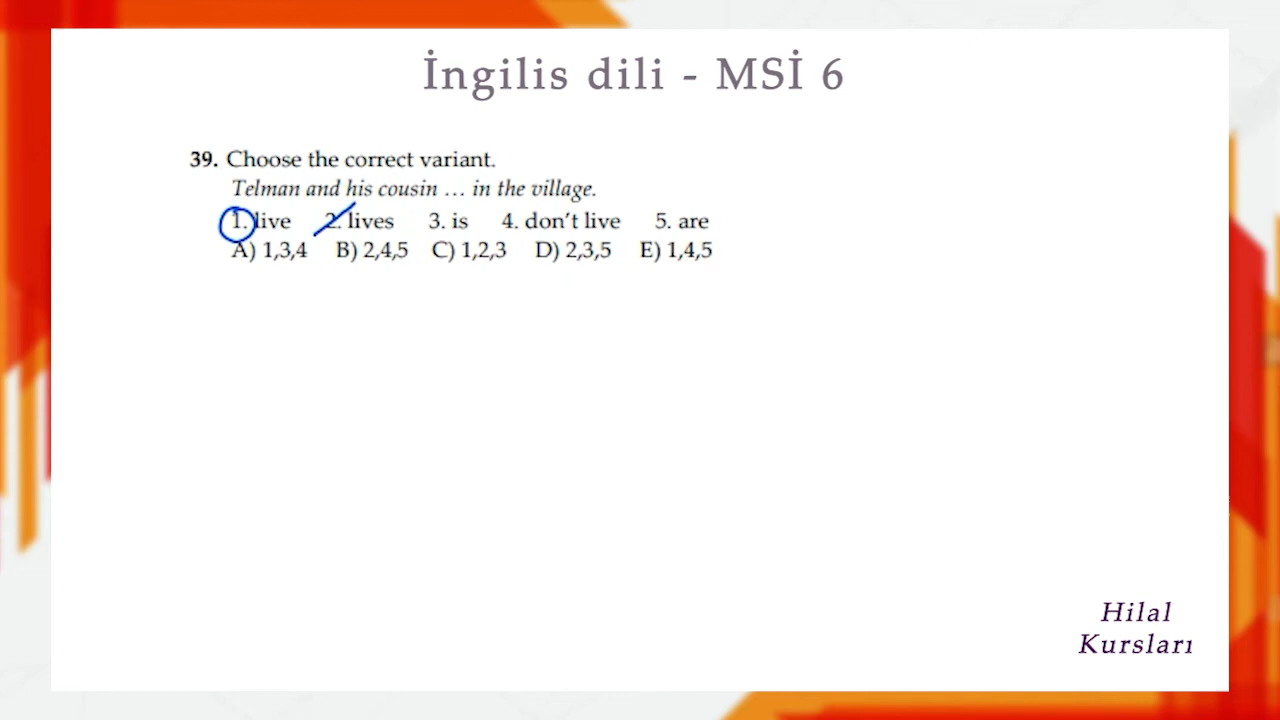 İngilis dili - MSİ 6
39. Choose the correct variant.
Telman and his cousin … in the village.
1. live 2. lives 3. is 4. don't live 5. are
A) 1,3,4 B) 2,4,5 C) 1,2,3 D) 2,3,5 E) 1,4,5
Hilal
Kursları